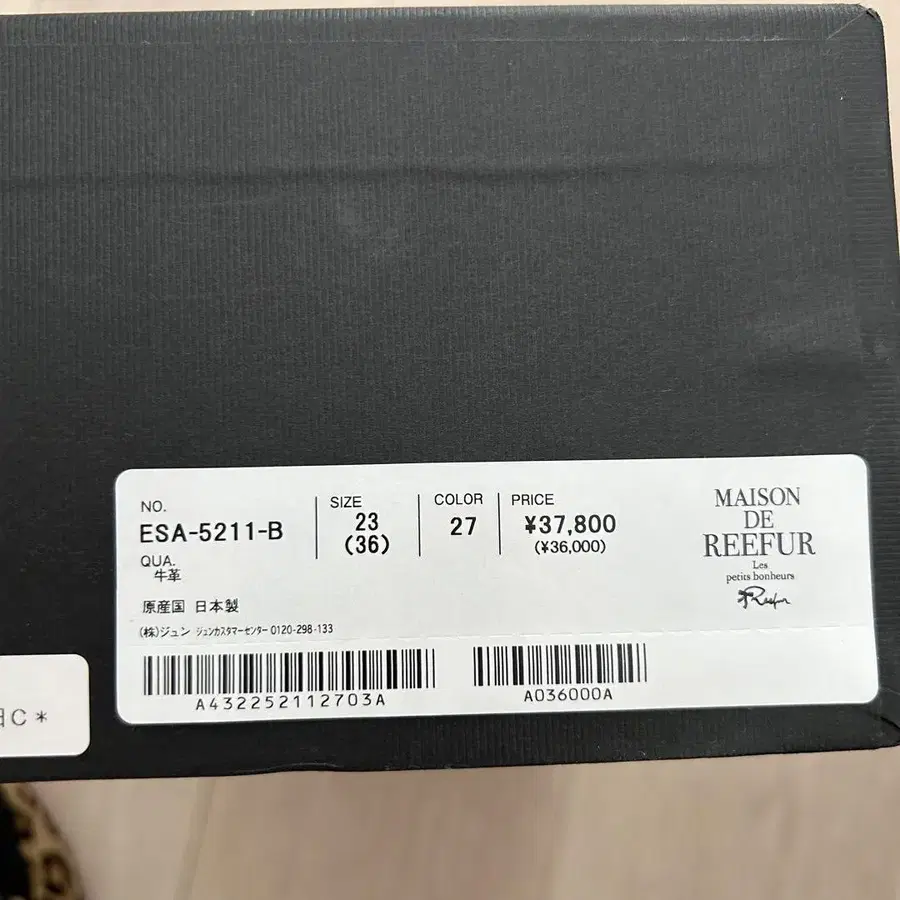 NO.
ESA-5211-B
SIZE
23
(36)
COLOR
27
PRICE
¥37,800
(¥36,000)
QUA.
牛革
原産国 日本製
(株)ジュン ジュンカスタマーセンター 0120-298-133
A432252112703A
A036000A
MAISON
DE
REEFUR
Les
petits bonheurs
Reefur
C*